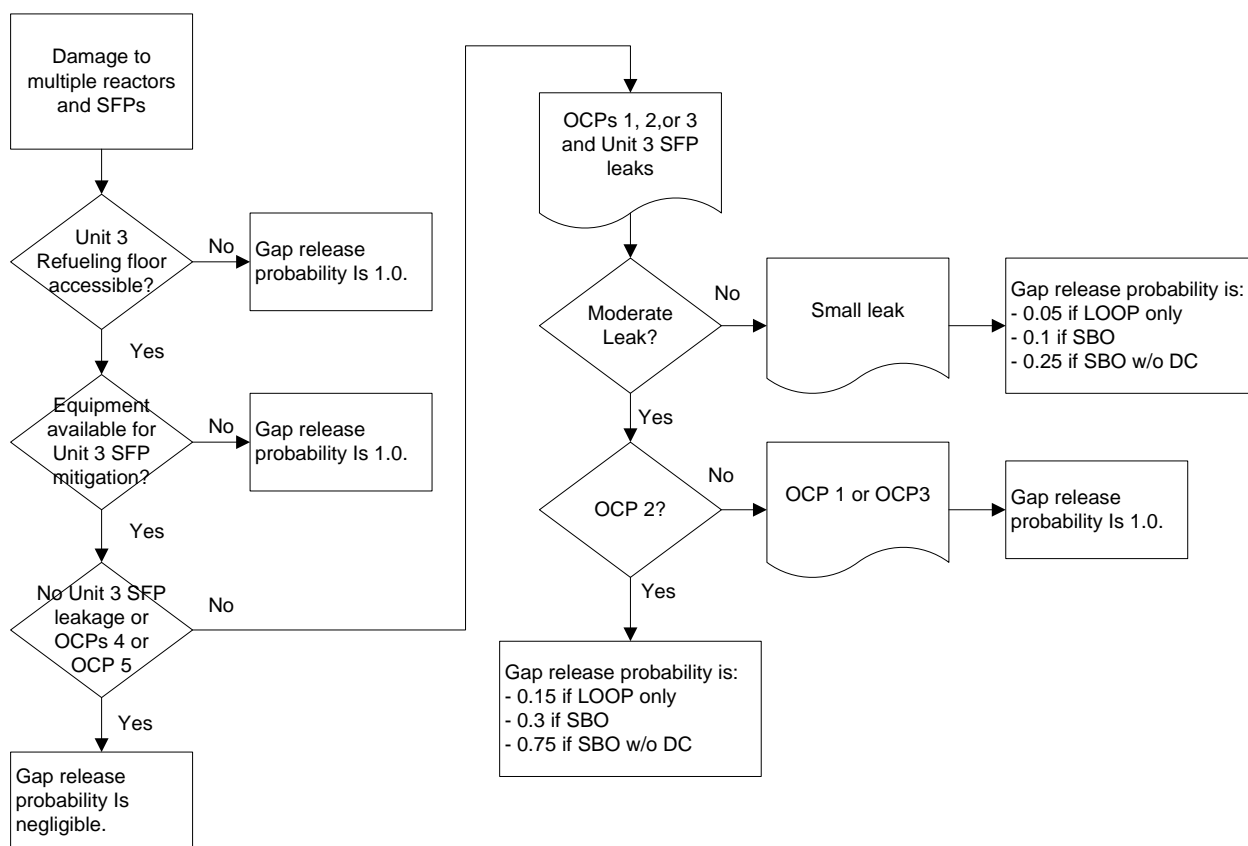 Damage to
multiple reactors
and SFPs
Unit 3
Refueling floor
accessible?
No
Gap release
probability Is 1.0.
Yes
Equipment
available for
Unit 3 SFP
mitigation?
No
Gap release
probability Is 1.0.
Yes
No Unit 3 SFP
leakage or
OCPs 4 or
OCP 5
No
Yes
Gap release
probability Is
negligible.
OCPs 1, 2,or 3
and Unit 3 SFP
leaks
Moderate
Leak?
No
Small leak
Gap release probability is:
- 0.05 if LOOP only
- 0.1 if SBO
- 0.25 if SBO w/o DC
Yes
OCP 2?
No
OCP 1 or OCP3
Gap release
probability Is 1.0.
Yes
Gap release probability is:
- 0.15 if LOOP only
- 0.3 if SBO
- 0.75 if SBO w/o DC